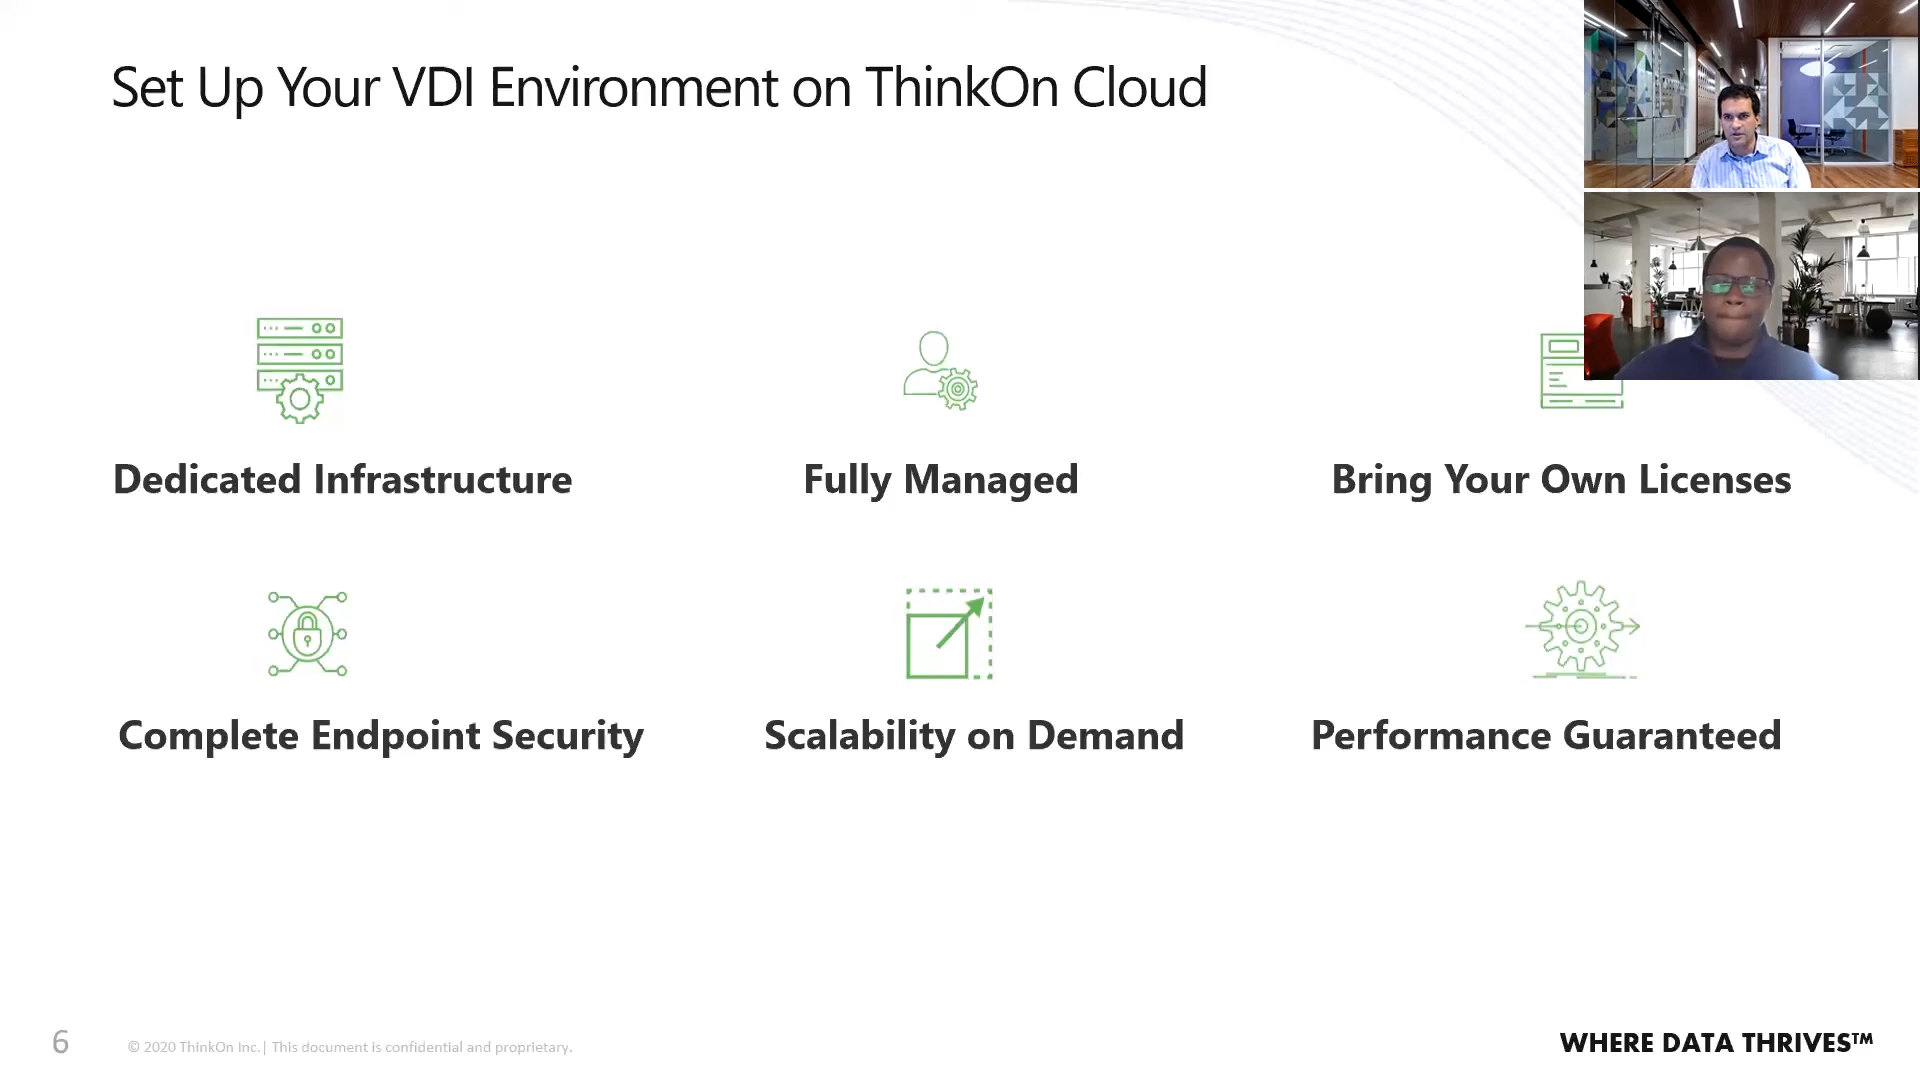 Set Up Your VDI Environment on ThinkOn Cloud
Dedicated Infrastructure
Fully Managed
Bring Your Own Licenses
Complete Endpoint Security
Scalability on Demand
Performance Guaranteed
6
© 2020 ThinkOn Inc.| This document is confidential and proprietary.
WHERE DATA THRIVES™